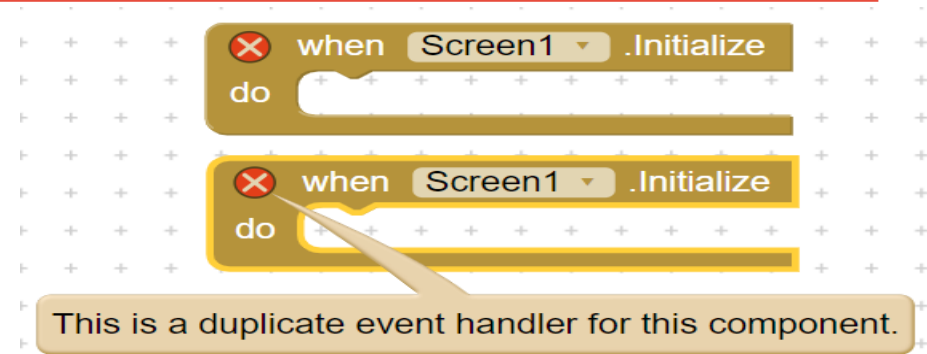 when Screen1 .Initialize
do
when Screen1 .Initialize
do
This is a duplicate event handler for this component.